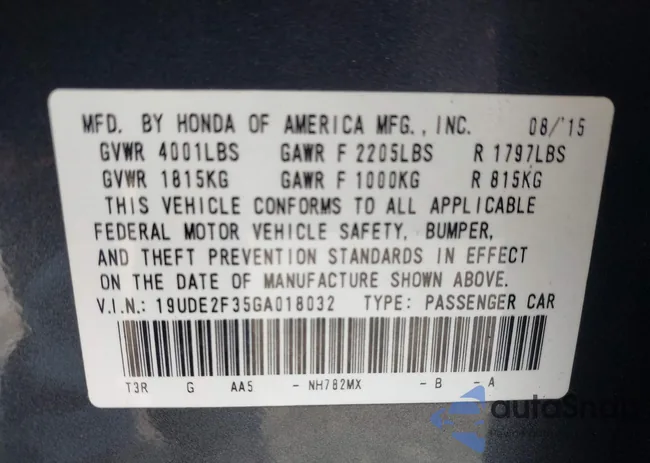 MFD. BY HONDA OF AMERICA MFG., INC. 08/'15
GVWR 4001LBS GAWR F 2205LBS R 1797LBS
GVWR 1815KG GAWR F 1000KG R 815KG
THIS VEHICLE CONFORMS TO ALL APPLICABLE
FEDERAL MOTOR VEHICLE SAFETY, BUMPER,
AND THEFT PREVENTION STANDARDS IN EFFECT
ON THE DATE OF MANUFACTURE SHOWN ABOVE.
V.I.N.: 19UDE2F35GA018032 TYPE: PASSENGER CAR
T3R G AA5 - NH782MX - B - A
autoSnap